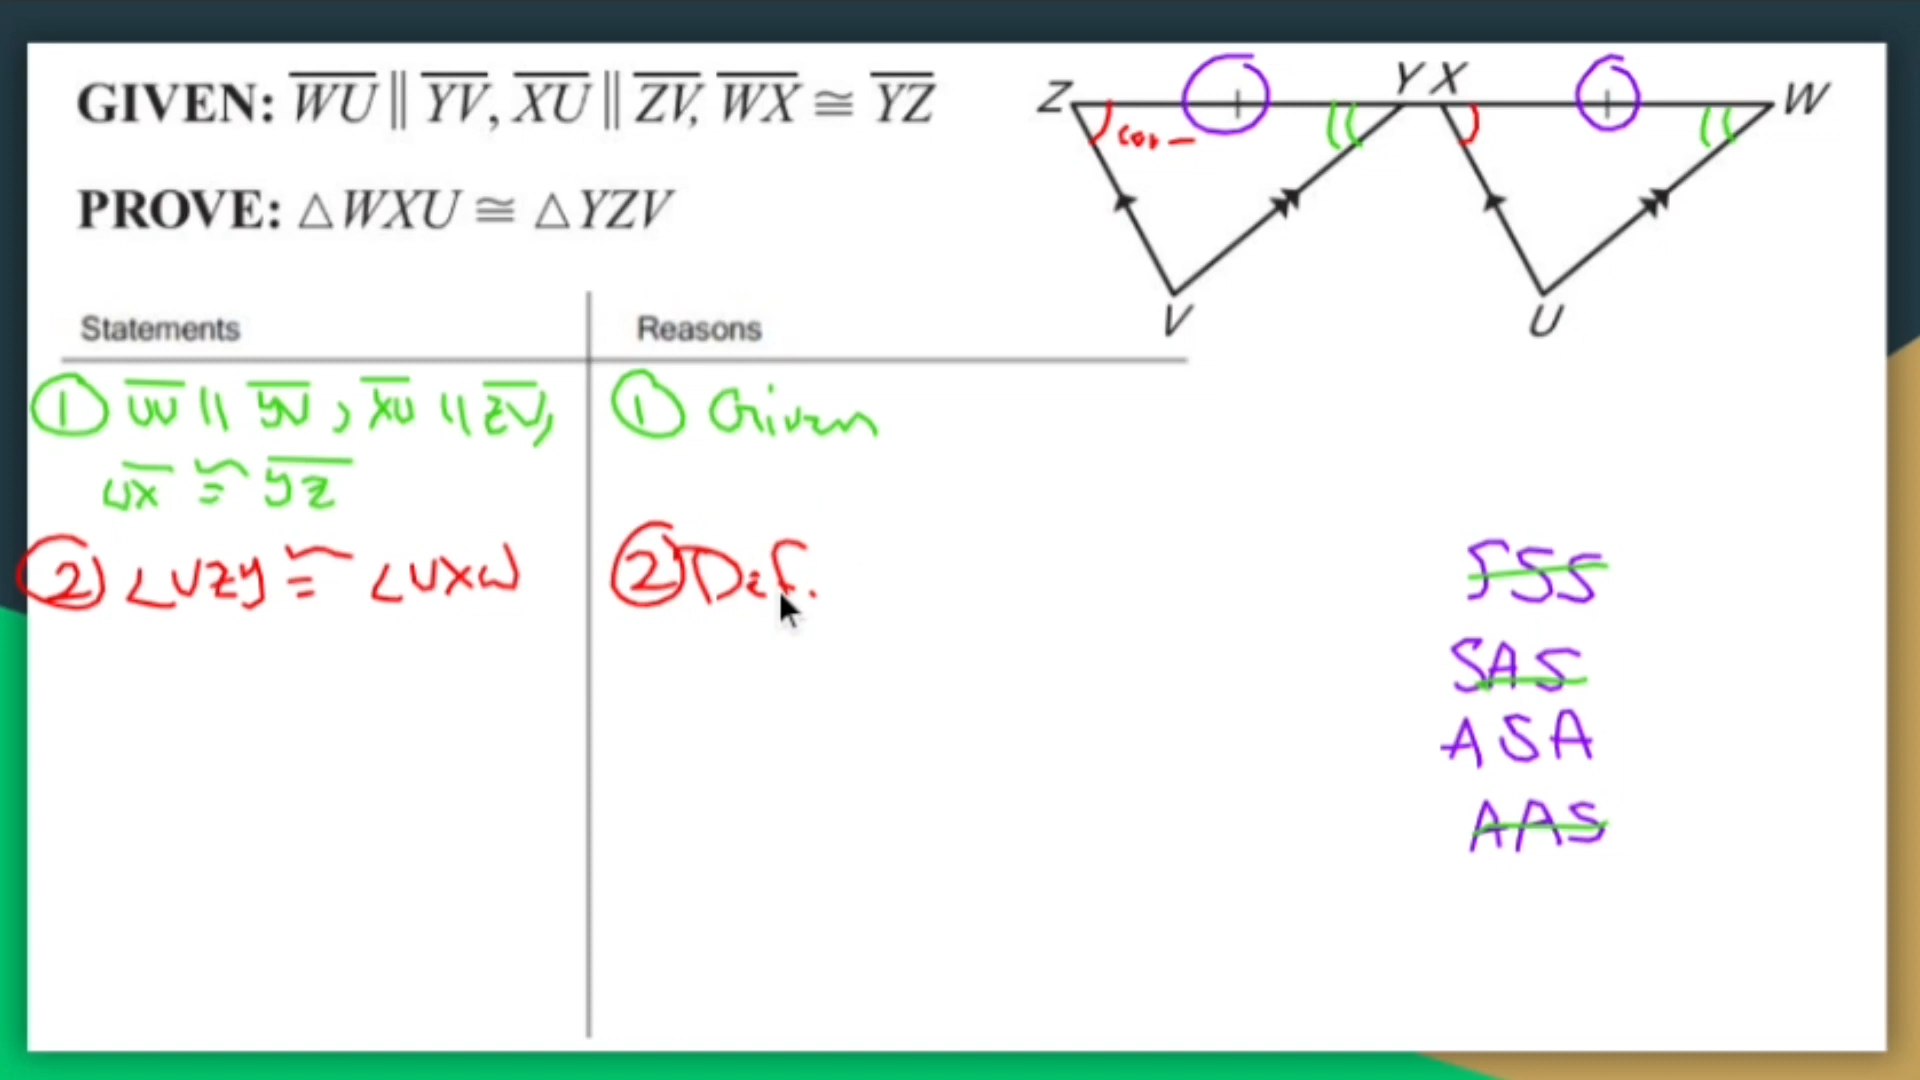 GIVEN: WU ∥ YV, XU ∥ ZV, WX ≅ YZ
PROVE: △WXU ≅ △YZV
Z Y X W
cor
V U
Statements Reasons
① WU ∥ YV, XU ∥ ZV, ① Given
WX ≅ YZ
② ∠VZY ≅ ∠UXW ② Def.
SSS
SAS
ASA
AAS